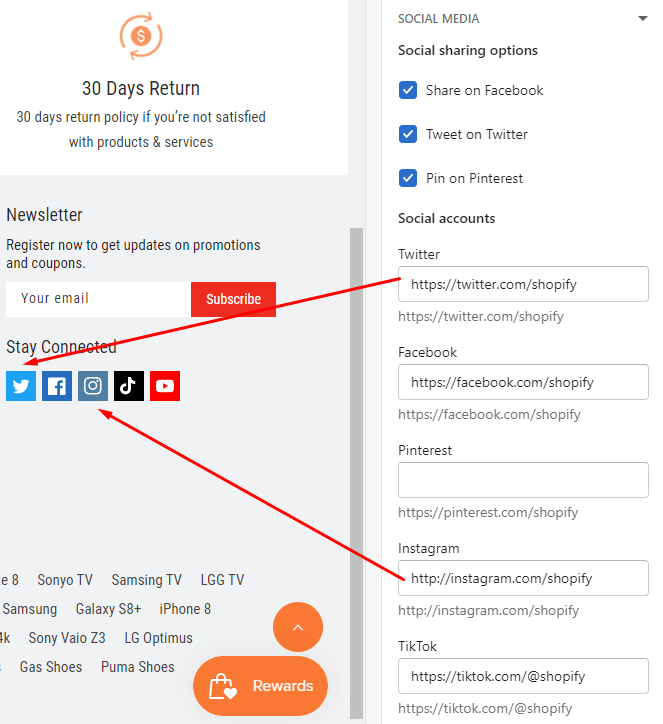 30 Days Return
30 days return policy if you’re not satisfied
with products & services
Newsletter
Register now to get updates on promotions
and coupons.
Your email
Subscribe
Stay Connected
e 8 Sonyo TV Samsung TV LGG TV
Samsung Galaxy S8+ iPhone 8
4k Sony Vaio Z3 LG Optimus
s Gas Shoes Puma Shoes
Rewards
SOCIAL MEDIA
Social sharing options
Share on Facebook
Tweet on Twitter
Pin on Pinterest
Social accounts
Twitter
https://twitter.com/shopify
https://twitter.com/shopify
Facebook
https://facebook.com/shopify
https://facebook.com/shopify
Pinterest
https://pinterest.com/shopify
Instagram
http://instagram.com/shopify
http://instagram.com/shopify
TikTok
https://tiktok.com/@shopify
https://tiktok.com/@shopify